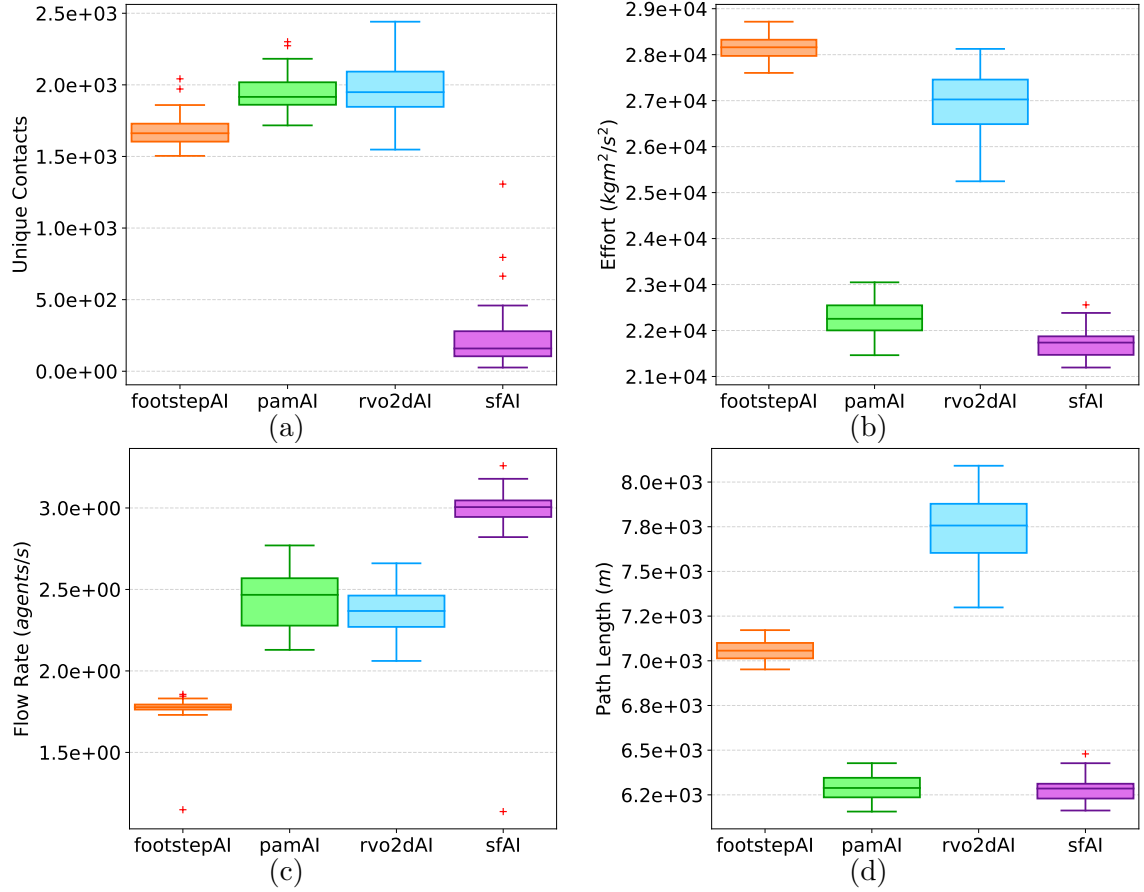 2.5e+03
2.0e+03
1.5e+03
1.0e+03
5.0e+02
0.0e+00
Unique Contacts
footstepAI pamAI rvo2dAI sfAI
(a)
2.9e+04
2.8e+04
2.7e+04
2.6e+04
2.5e+04
2.4e+04
2.3e+04
2.2e+04
2.1e+04
Effort (kgm²/s²)
footstepAI pamAI rvo2dAI sfAI
(b)
3.0e+00
2.5e+00
2.0e+00
1.5e+00
Flow Rate (agents/s)
footstepAI pamAI rvo2dAI sfAI
(c)
8.0e+03
7.8e+03
7.5e+03
7.2e+03
7.0e+03
6.8e+03
6.5e+03
6.2e+03
Path Length (m)
footstepAI pamAI rvo2dAI sfAI
(d)